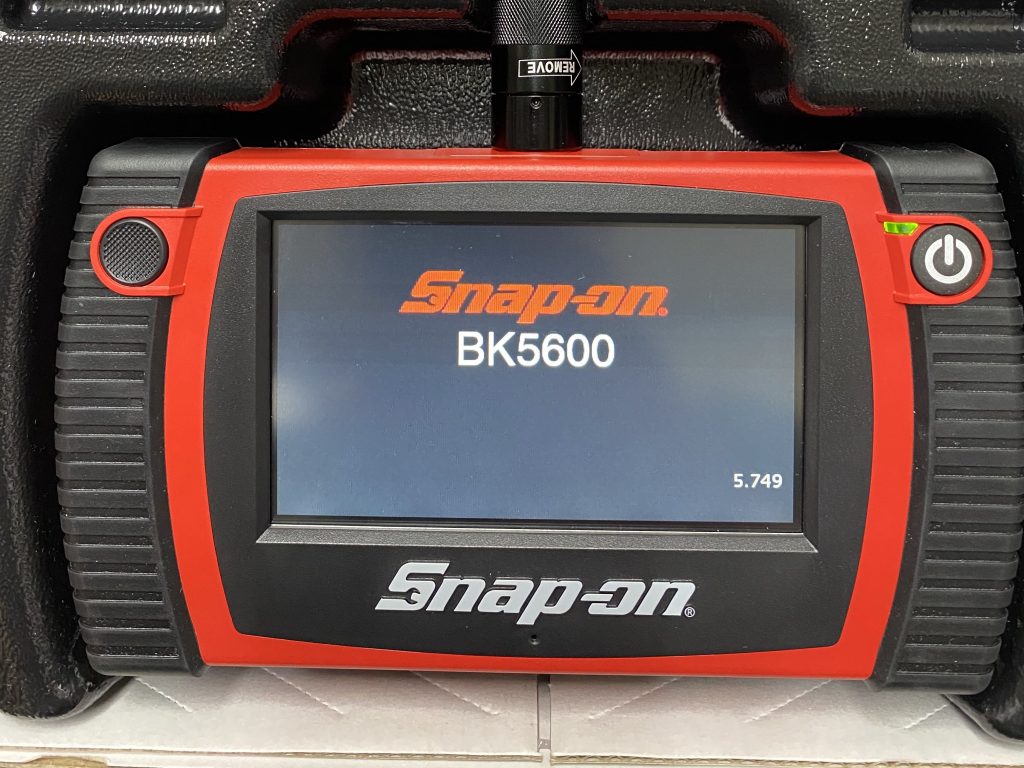 REMOVE
Snap-on®
BK5600
5.749
Snap-on®